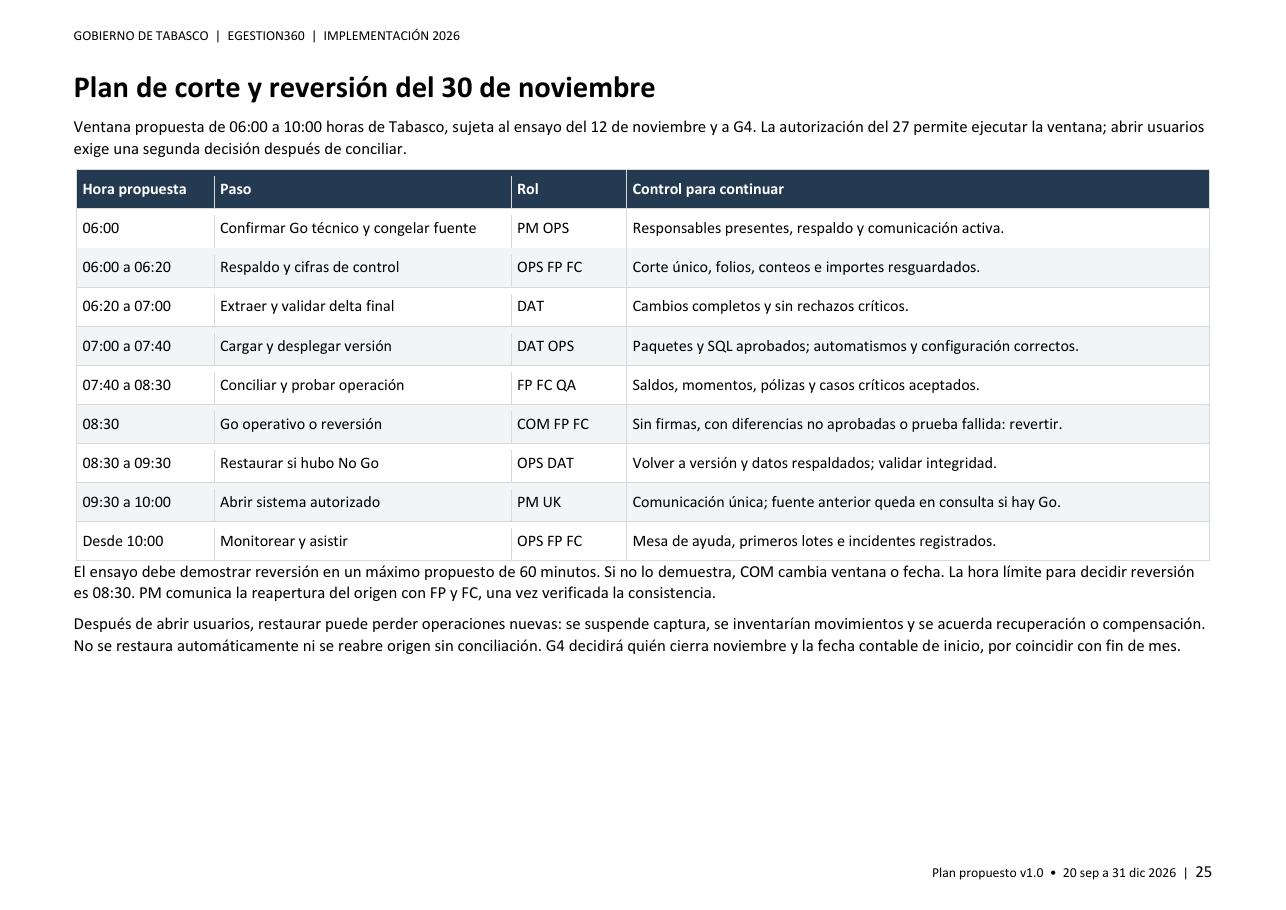 GOBIERNO DE TABASCO | EGESTION360 | IMPLEMENTACIÓN 2026
Plan de corte y reversión del 30 de noviembre
Ventana propuesta de 06:00 a 10:00 horas de Tabasco, sujeta al ensayo del 12 de noviembre y a G4. La autorización del 27 permite ejecutar la ventana; abrir usuarios
exige una segunda decisión después de conciliar.
Hora propuesta Paso Rol Control para continuar
06:00 Confirmar Go técnico y congelar fuente PM OPS Responsables presentes, respaldo y comunicación activa.
06:00 a 06:20 Respaldo y cifras de control OPS FP FC Corte único, folios, conteos e importes resguardados.
06:20 a 07:00 Extraer y validar delta final DAT Cambios completos y sin rechazos críticos.
07:00 a 07:40 Cargar y desplegar versión DAT OPS Paquetes y SQL aprobados; automatismos y configuración correctos.
07:40 a 08:30 Conciliar y probar operación FP FC QA Saldos, momentos, pólizas y casos críticos aceptados.
08:30 Go operativo o reversión COM FP FC Sin firmas, con diferencias no aprobadas o prueba fallida: revertir.
08:30 a 09:30 Restaurar si hubo No Go OPS DAT Volver a versión y datos respaldados; validar integridad.
09:30 a 10:00 Abrir sistema autorizado PM UK Comunicación única; fuente anterior queda en consulta si hay Go.
Desde 10:00 Monitorear y asistir OPS FP FC Mesa de ayuda, primeros lotes e incidentes registrados.
El ensayo debe demostrar reversión en un máximo propuesto de 60 minutos. Si no lo demuestra, COM cambia ventana o fecha. La hora límite para decidir reversión
es 08:30. PM comunica la reapertura del origen con FP y FC, una vez verificada la consistencia.
Después de abrir usuarios, restaurar puede perder operaciones nuevas: se suspende captura, se inventarían movimientos y se acuerda recuperación o compensación.
No se restaura automáticamente ni se reabre origen sin conciliación. G4 decidirá quién cierra noviembre y la fecha contable de inicio, por coincidir con fin de mes.
Plan propuesto v1.0 • 20 sep a 31 dic 2026 | 25